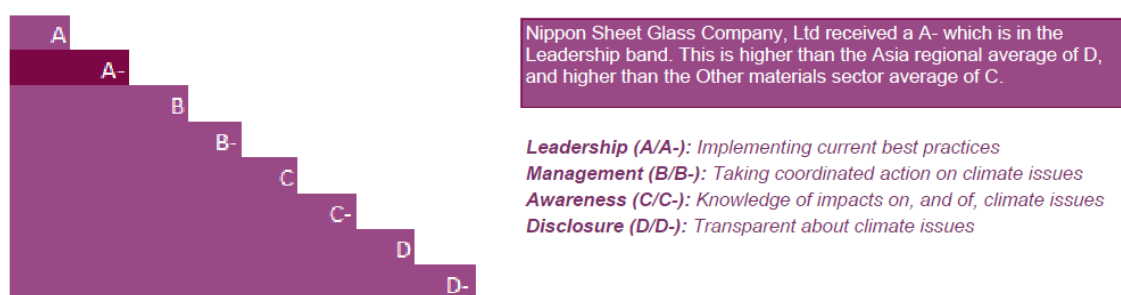 A
A-
B
B-
C
C-
D
D-
Nippon Sheet Glass Company, Ltd received a A- which is in the
Leadership band. This is higher than the Asia regional average of D,
and higher than the Other materials sector average of C.
Leadership (A/A-): Implementing current best practices
Management (B/B-): Taking coordinated action on climate issues
Awareness (C/C-): Knowledge of impacts on, and of, climate issues
Disclosure (D/D-): Transparent about climate issues